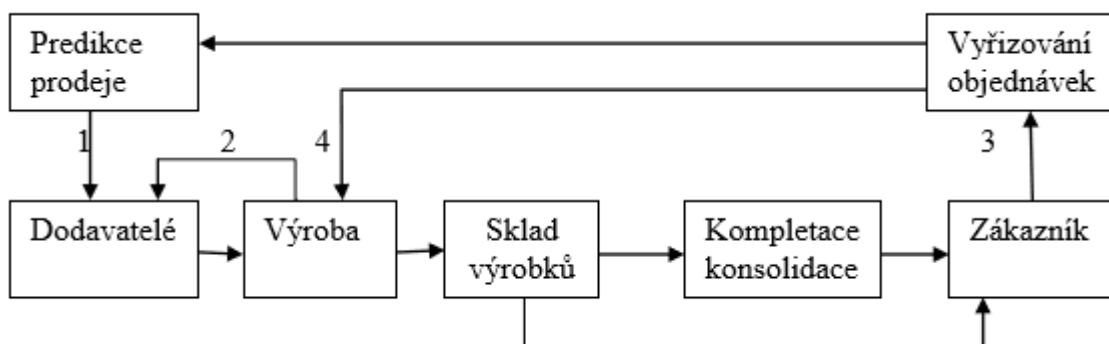 Predikce
prodeje
Vyřizování
objednávek
1
2
4
3
Dodavatelé
Výroba
Sklad
výrobků
Kompletace
konsolidace
Zákazník